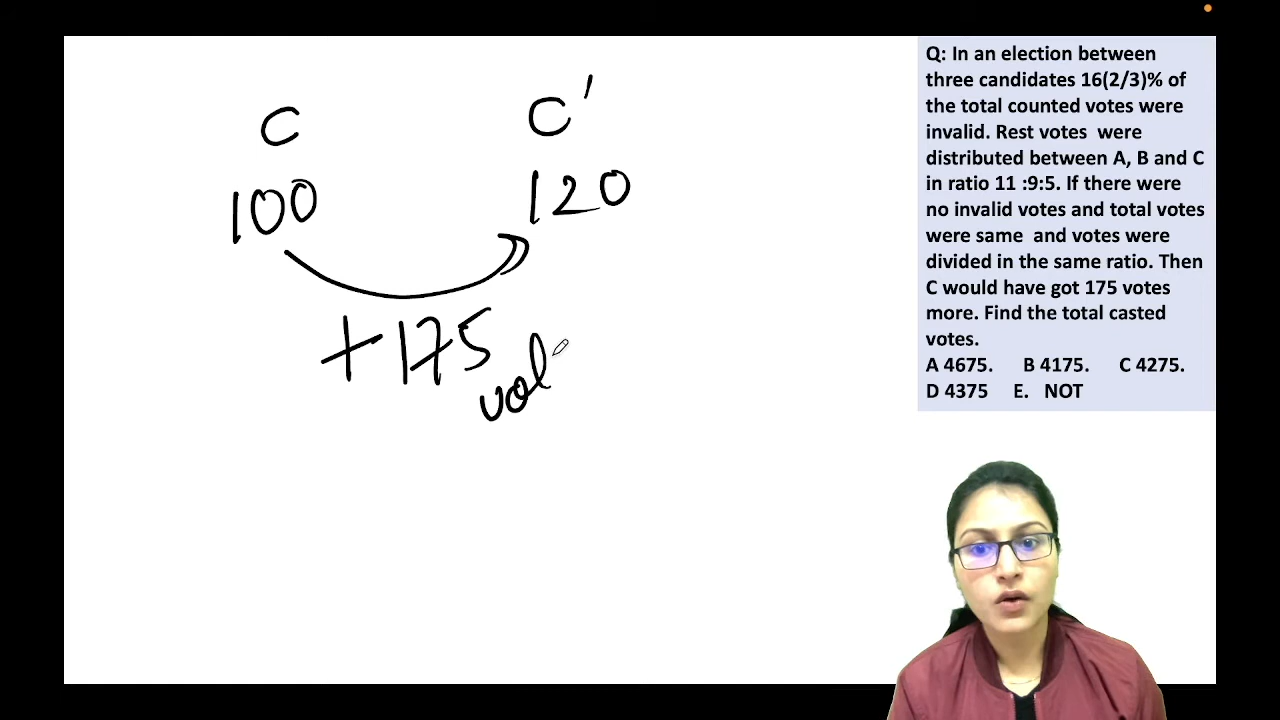 C
C'
100
120
+175
vot
Q: In an election between
three candidates 16(2/3)% of
the total counted votes were
invalid. Rest votes were
distributed between A, B and C
in ratio 11 :9:5. If there were
no invalid votes and total votes
were same and votes were
divided in the same ratio. Then
C would have got 175 votes
more. Find the total casted
votes.
A 4675. B 4175. C 4275.
D 4375 E. NOT